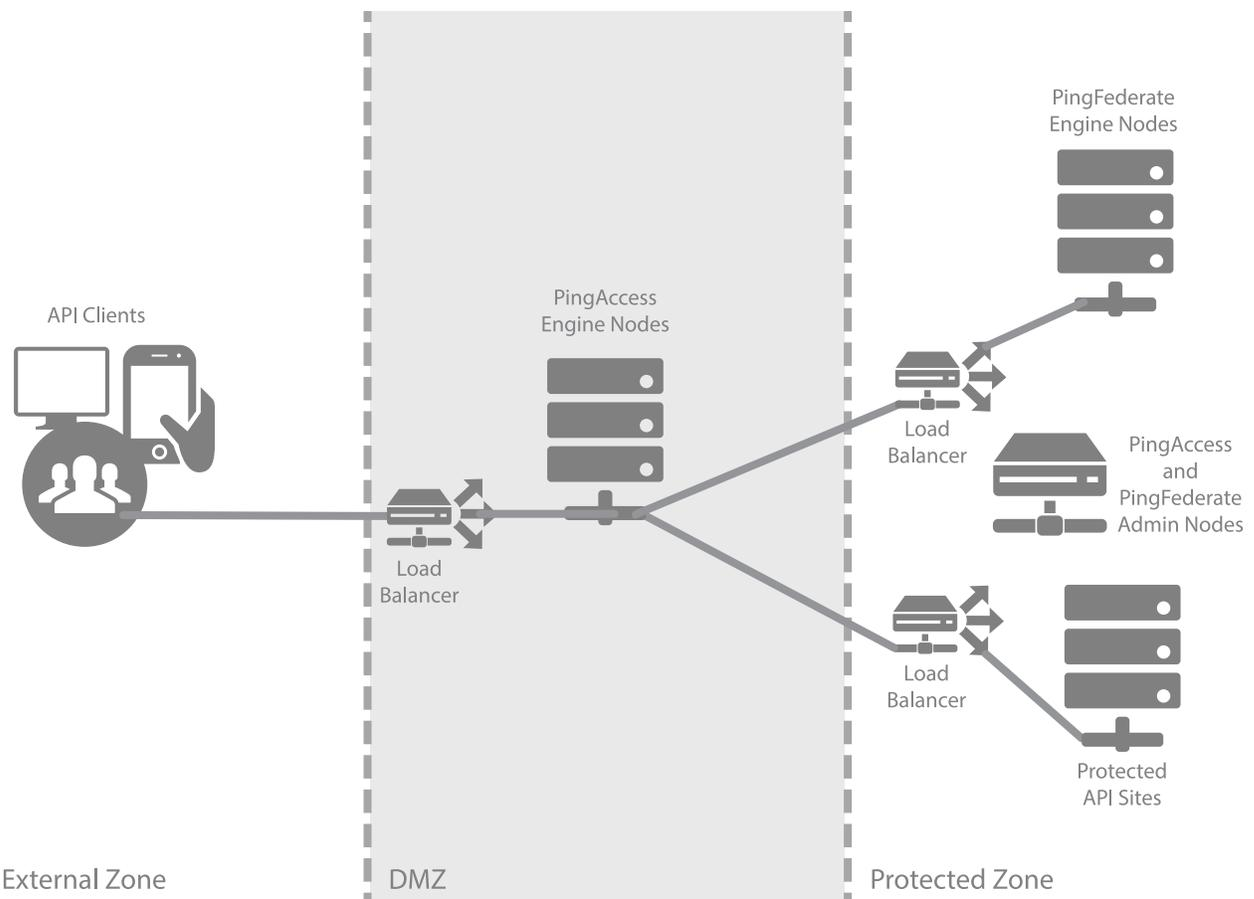 PingFederate
Engine Nodes
API Clients
PingAccess
Engine Nodes
Load
Balancer
PingAccess
and
PingFederate
Admin Nodes
Load
Balancer
Load
Balancer
Protected
API Sites
External Zone
DMZ
Protected Zone